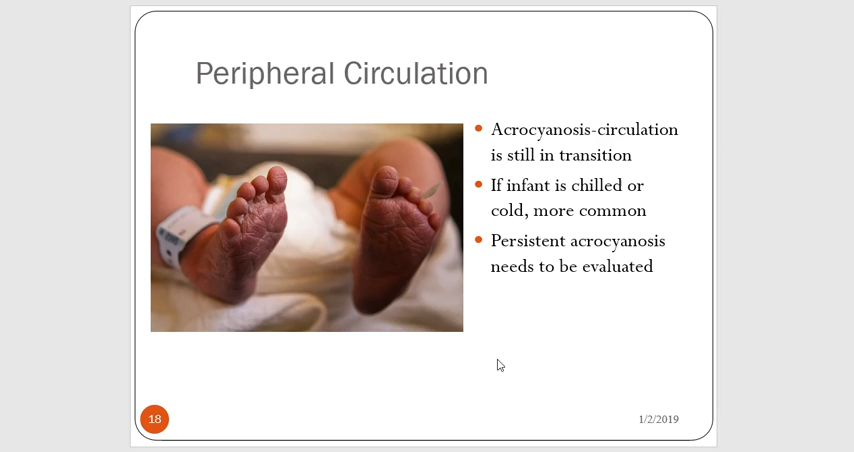 Peripheral Circulation
Acrocyanosis-circulation
is still in transition
If infant is chilled or
cold, more common
Persistent acrocyanosis
needs to be evaluated
18
1/2/2019